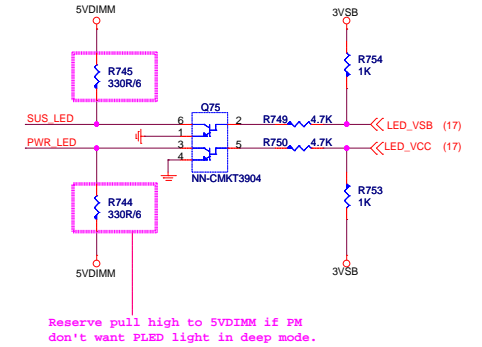 5VDIMM
3VSB
R745
330R/6
R754
1K
Q75
SUS_LED
6
2
R749
4.7K
LED_VSB (17)
1
PWR_LED
3
5
R750
4.7K
LED_VCC (17)
4
NN-CMKT3904
R744
330R/6
R753
1K
5VDIMM
3VSB
Reserve pull high to 5VDIMM if PM
don't want PLED light in deep mode.